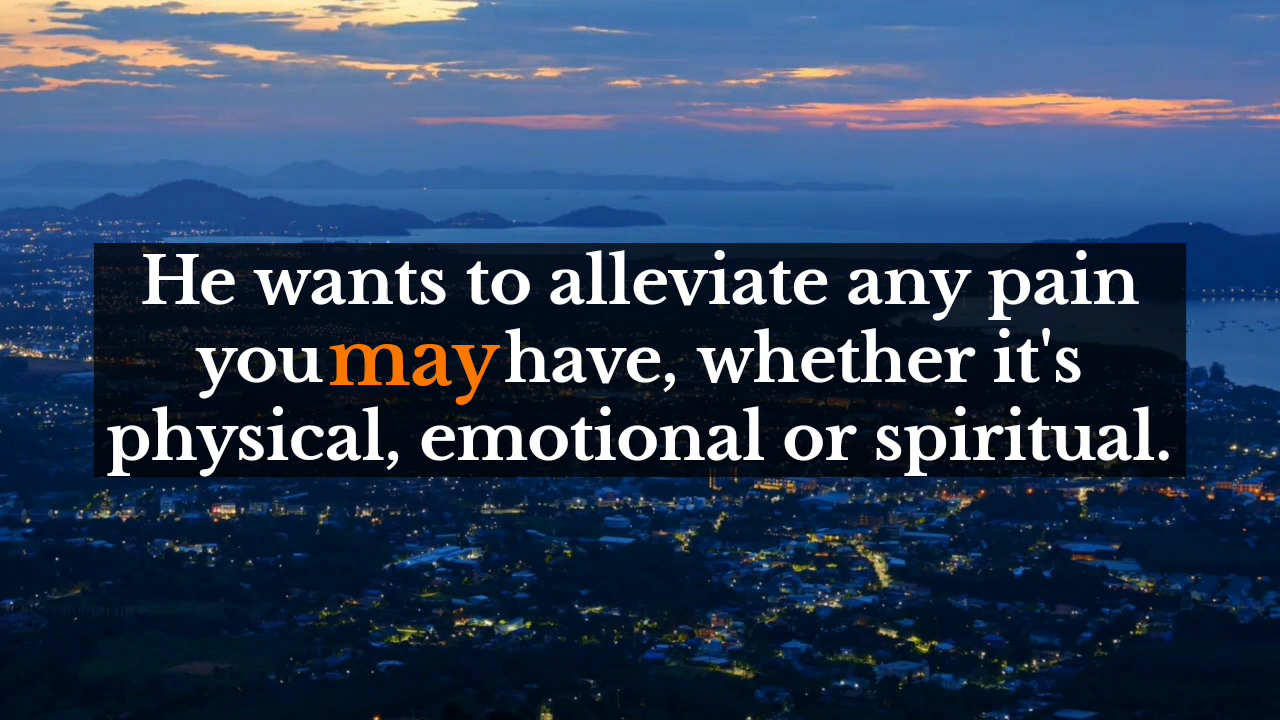 He wants to alleviate any pain
you may have, whether it's
physical, emotional or spiritual.